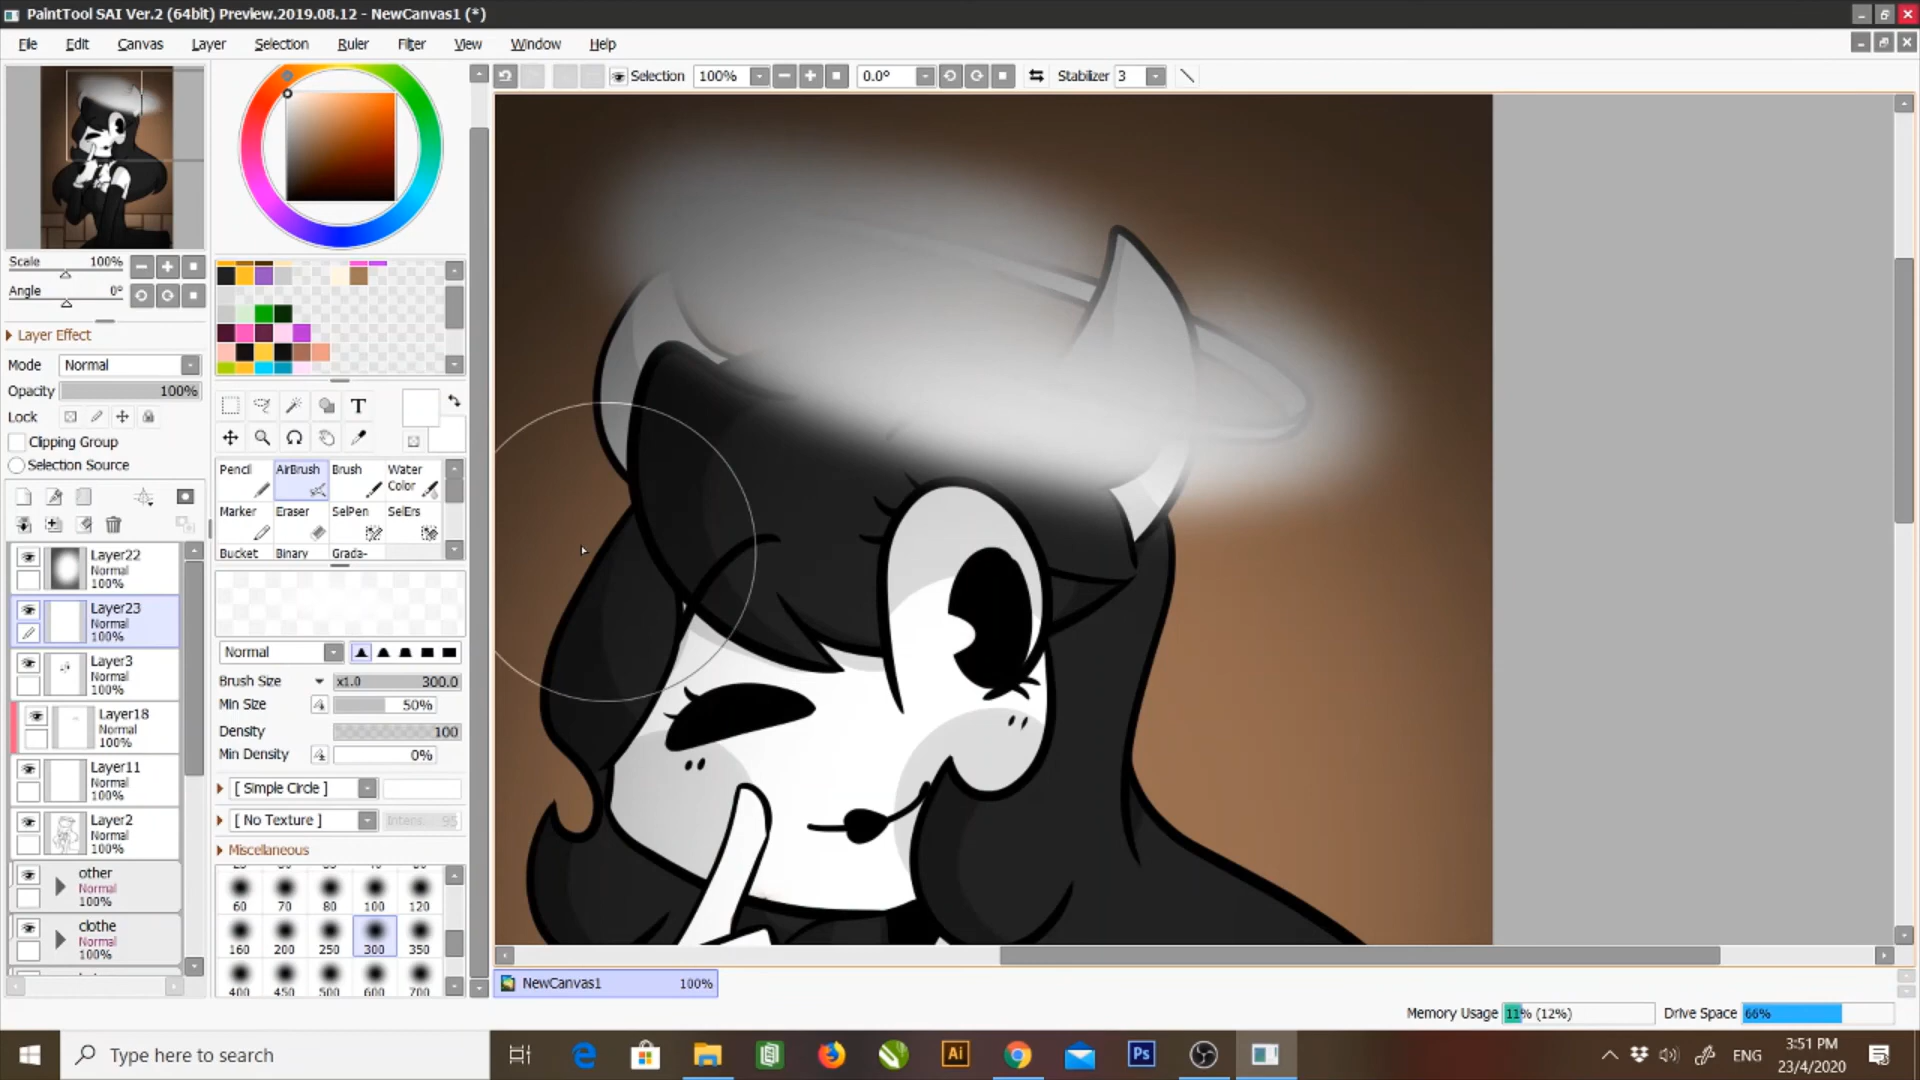 PaintTool SAI Ver.2 (64bit) Preview.2019.08.12 - NewCanvas1 (*)
File Edit Canvas Layer Selection Ruler Filter View Window Help
Selection 100% 0.0° Stabilizer 3
Scale 100%
Angle 0°
Layer Effect
Mode Normal
Opacity 100%
Lock
Clipping Group
Selection Source
Layer22
Normal
100%
Layer23
Normal
100%
Layer3
Normal
100%
Layer18
Normal
100%
Layer11
Normal
100%
Layer2
Normal
100%
other
Normal
100%
clothe
Normal
100%
T
Pencil AirBrush Brush Water Color
Marker Eraser SelPen SelErs
Bucket Binary Grada-
Normal
Brush Size x1.0 300.0
Min Size 50%
Density 100
Min Density 0%
[ Simple Circle ]
[ No Texture ] Intens. 95
Miscellaneous
60 70 80 100 120
160 200 250 300 350
400 450 500 600 700
NewCanvas1 100%
Memory Usage 11% (12%) Drive Space 66%
Type here to search
Ai
Ps
ENG
3:51 PM
23/4/2020